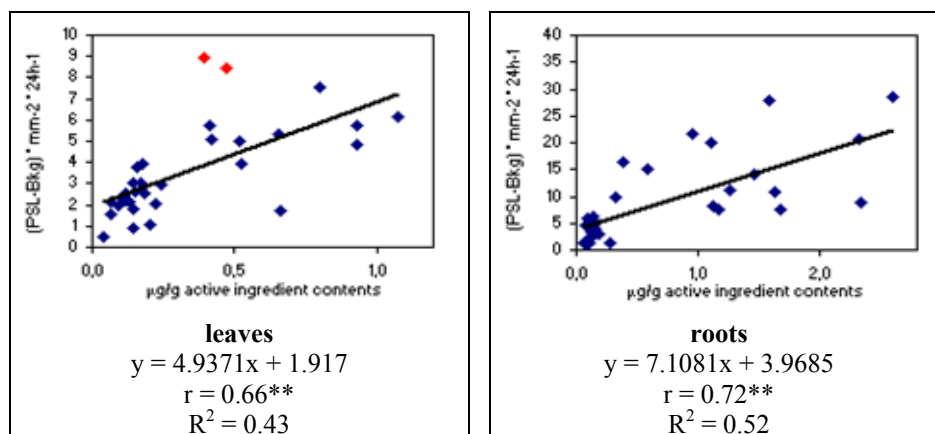 10
9
8
7
6
5
4
3
2
1
0
(PSL-Bkg) * mm-2 * 24h-1
0,0 0,5 1,0
µg/g active ingredient contents
leaves
y = 4.9371x + 1.917
r = 0.66**
R² = 0.43
40
35
30
25
20
15
10
5
0
(PSL-Bkg) * mm-2 * 24h-1
0,0 1,0 2,0
µg/g active ingredient contents
roots
y = 7.1081x + 3.9685
r = 0.72**
R² = 0.52